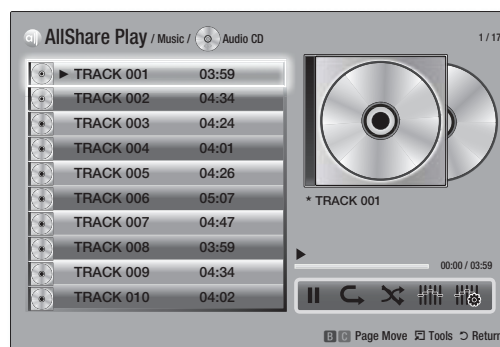 all AllShare Play / Music / Audio CD
1 / 17
▶ TRACK 001 03:59
TRACK 002 04:34
TRACK 003 04:24
TRACK 004 04:01
TRACK 005 04:26
TRACK 006 05:07
TRACK 007 04:47
TRACK 008 03:59
TRACK 009 04:34
TRACK 010 04:02
* TRACK 001
00:00 / 03:59
B C Page Move Tools Return